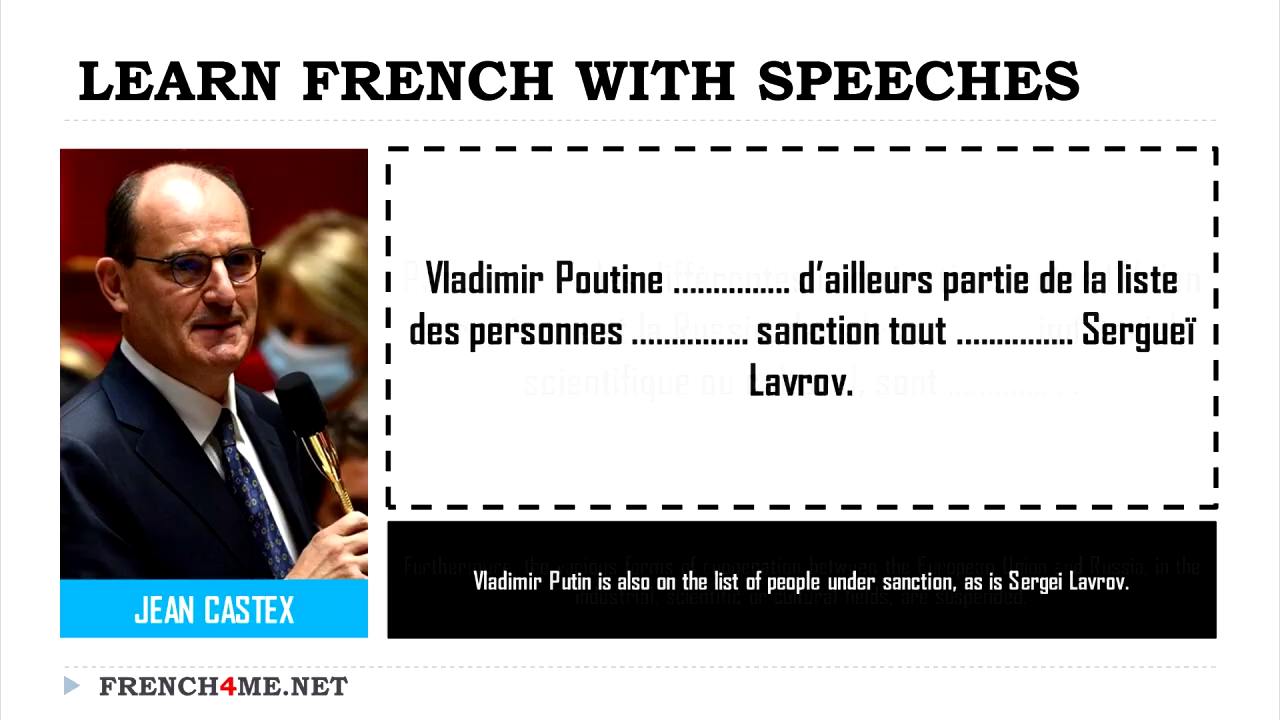 LEARN FRENCH WITH SPEECHES
Vladimir Poutine ............... d'ailleurs partie de la liste
des personnes ............... sanction tout ............... Sergueï
Lavrov.
Vladimir Putin is also on the list of people under sanction, as is Sergei Lavrov.
JEAN CASTEX
FRENCH4ME.NET